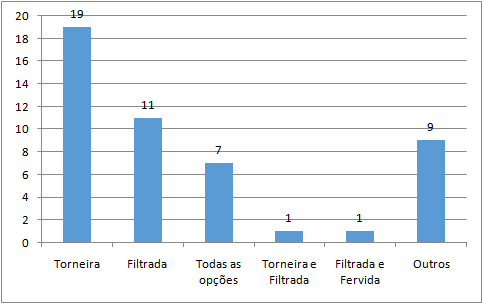 20
18
16
14
12
10
8
6
4
2
0
19
11
7
1
1
9
Torneira
Filtrada
Todas as
opções
Torneira e
Filtrada
Filtrada e
Fervida
Outros